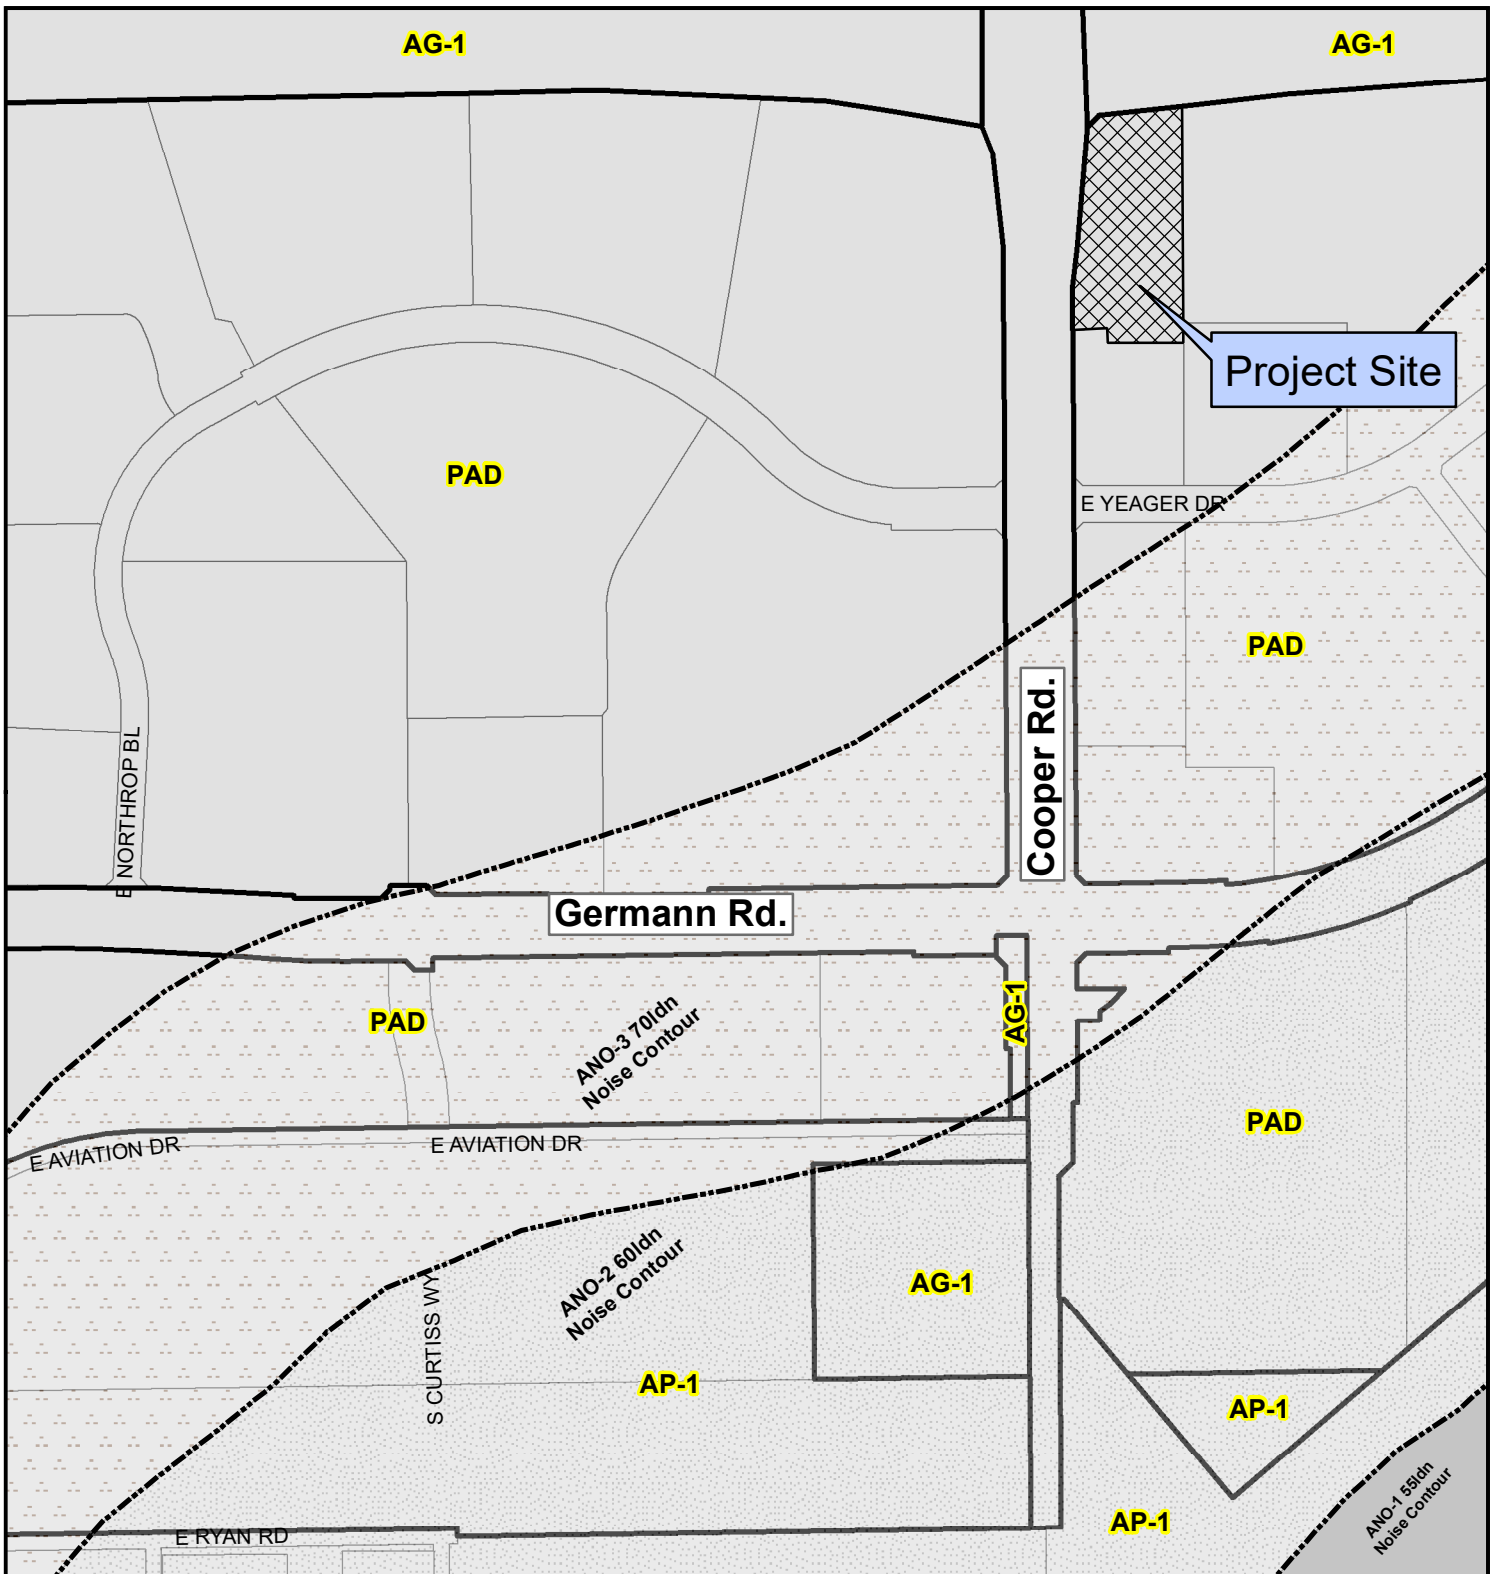 AG-1
AG-1
Project Site
PAD
E YEAGER DR
PAD
Cooper Rd.
E NORTHROP BL
Germann Rd.
AG-1
PAD
ANO-3 70ldn
Noise Contour
PAD
E AVIATION DR
E AVIATION DR
ANO-2 60ldn
Noise Contour
AG-1
S CURTISS WY
AP-1
AP-1
ANO-1 55ldn
Noise Contour
AP-1
E RYAN RD